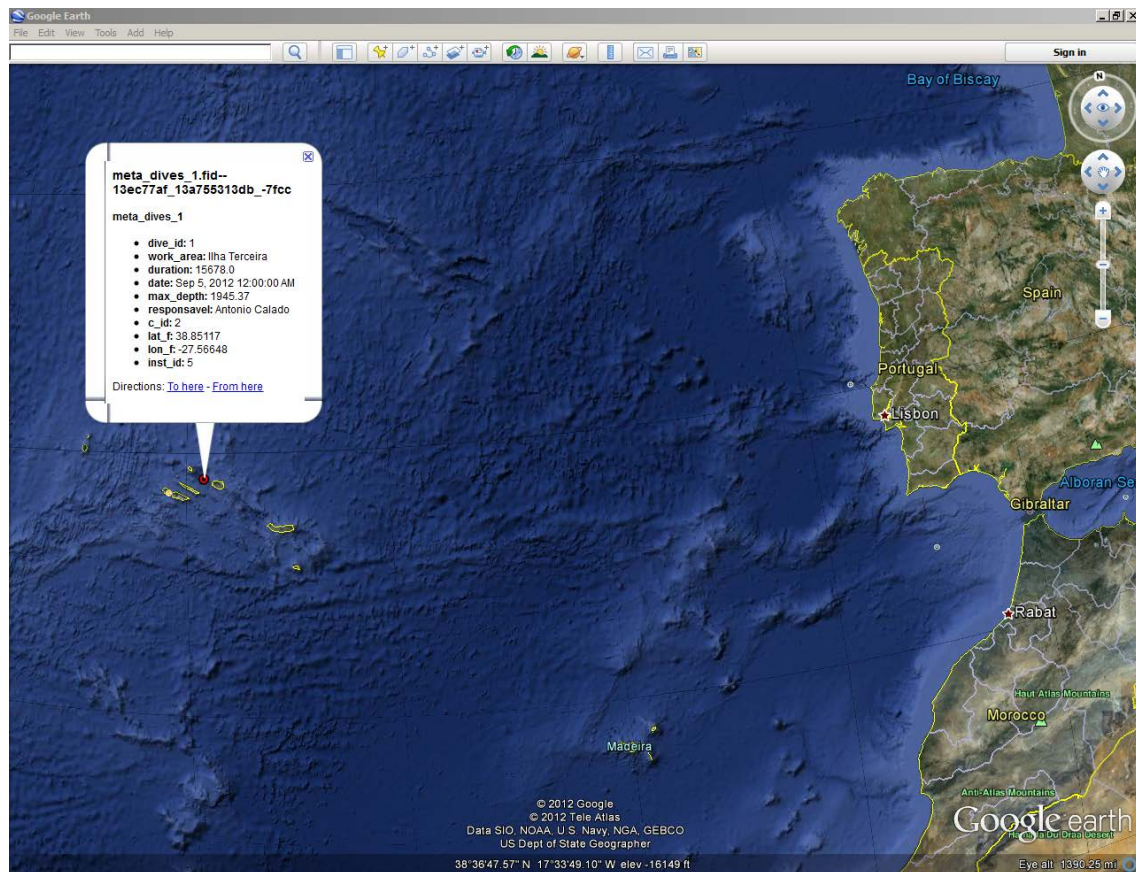 Google Earth
File Edit View Tools Add Help
Sign in
Bay of Biscay
N
meta_dives_1.fid--
13ec77af_13a755313db_-7fcc
meta_dives_1
dive_id: 1
work_area: Ilha Terceira
duration: 15678.0
date: Sep 5, 2012 12:00:00 AM
max_depth: 1945.37
responsavel: Antonio Calado
c_id: 2
lat_f: 38.85117
lon_f: -27.56648
inst_id: 5
Directions: To here - From here
Spain
Portugal
Lisbon
Alboran Se
Gibraltar
Rabat
Haut Atlas Mountains
Morocco
Madeira
Anti-Atlas Mountains
© 2012 Google
© 2012 Tele Atlas
Data SIO, NOAA, U.S. Navy, NGA, GEBCO
US Dept of State Geographer
Google earth
Desert
38°36'47.57" N 17°33'49.10" W elev -16149 ft
Eye alt 1390.25 mi